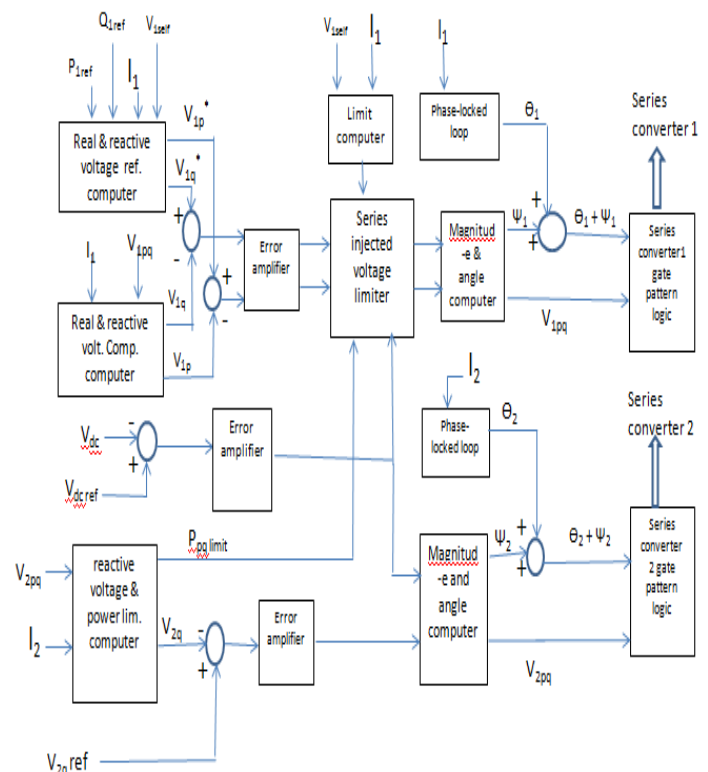 Q1ref
V1self
P1ref
I1
V1p*
Real & reactive
voltage ref.
computer
V1q*
+
-
I1
V1pq
V1q
Real & reactive
volt. Comp.
computer
V1p
+
-
Error
amplifier
V1self
I1
Limit
computer
I1
Phase-locked
loop
θ1
Series
injected
voltage
limiter
Magnitud
-e &
angle
computer
Ψ1
+
+
θ1 + Ψ1
V1pq
Series
converter 1
Series
converter1
gate
pattern
logic
Vdc
-
+
Vdc ref
Error
amplifier
I2
Phase-
locked loop
θ2
Series
converter 2
Ppq limit
V2pq
I2
reactive
voltage &
power lim.
computer
V2q
-
+
V2q ref
Error
amplifier
Magnitud
-e and
angle
computer
Ψ2
+
+
θ2 + Ψ2
V2pq
Series
converter
2 gate
pattern
logic